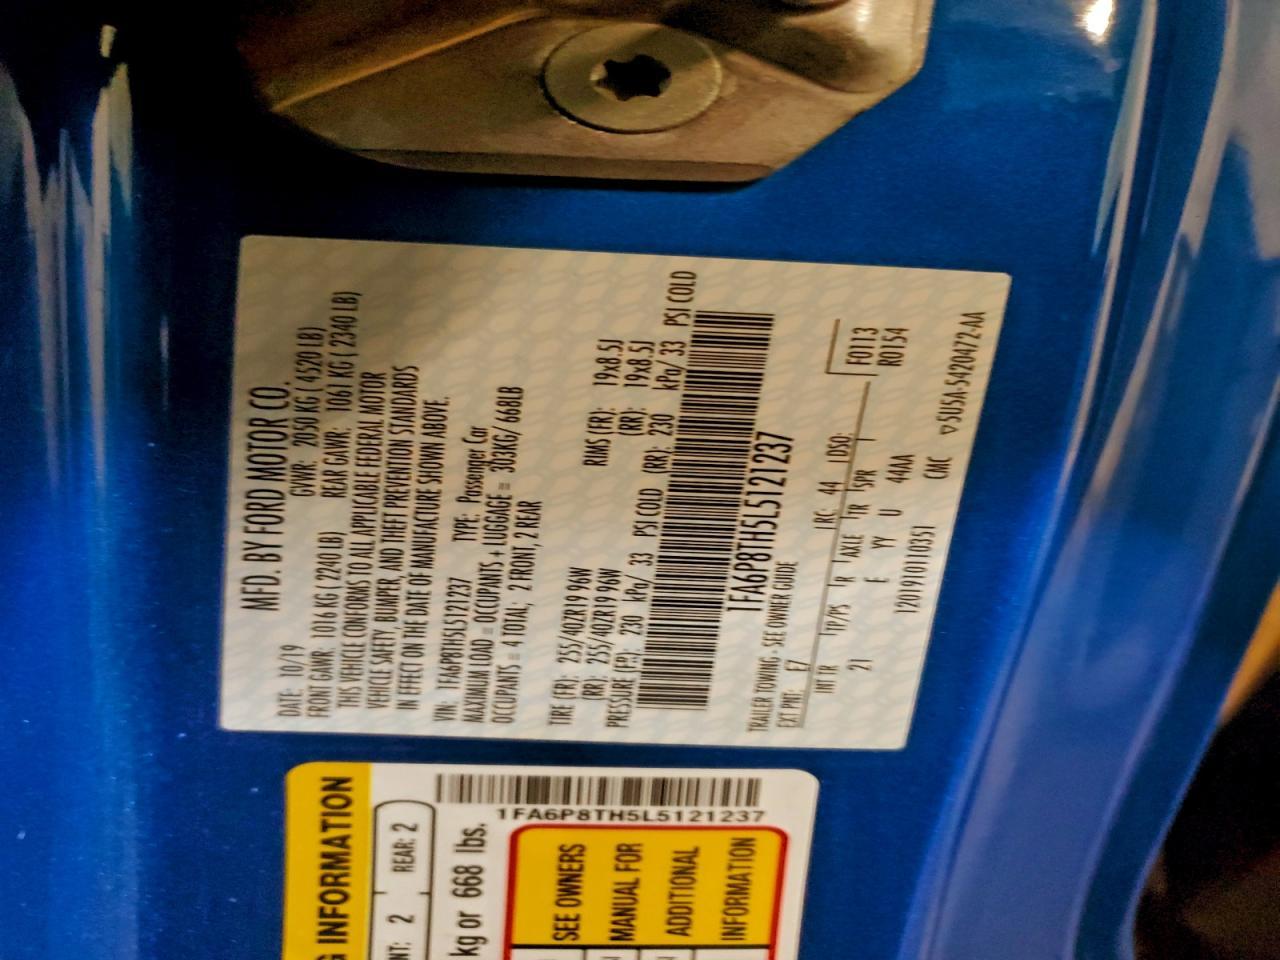 MFD. BY FORD MOTOR CO.
DATE: 10/19 GVWR: 2050 KG ( 4520 LB)
FRONT GAWR: 1016 KG ( 2240 LB) REAR GAWR: 1061 KG ( 2340 LB)
THIS VEHICLE CONFORMS TO ALL APPLICABLE FEDERAL MOTOR
VEHICLE SAFETY, BUMPER, AND THEFT PREVENTION STANDARDS
IN EFFECT ON THE DATE OF MANUFACTURE SHOWN ABOVE.
VIN: 1FA6P8TH5L5121237 TYPE: Passenger Car
MAXIMUM LOAD = OCCUPANTS + LUGGAGE = 303KG/ 668LB
OCCUPANTS = 4 TOTAL; 2 FRONT, 2 REAR
TIRE (FR): 255/40ZR19 96W RIMS (FR): 19x8.5J
(RR): 255/40ZR19 96W (RR): 19x8.5J
PRESSURE (FR): 230 kPa/ 33 PSI COLD (RR): 230 kPa/ 33 PSI COLD
1FA6P8TH5L5121237
TRAILER TOWING - SEE OWNER GUIDE
EXT PNT: E7 RC: 44 DSO:
INT TR TP/PS R AXLE TR SPR F0113
21 E YY U 44AA R0154
1201910110351 CMC ▽5U5A-5420472-AA
G INFORMATION
NT: 2 REAR: 2
kg or 668 lbs.
1FA6P8TH5L5121237
SEE OWNERS
MANUAL FOR
ADDITIONAL
INFORMATION